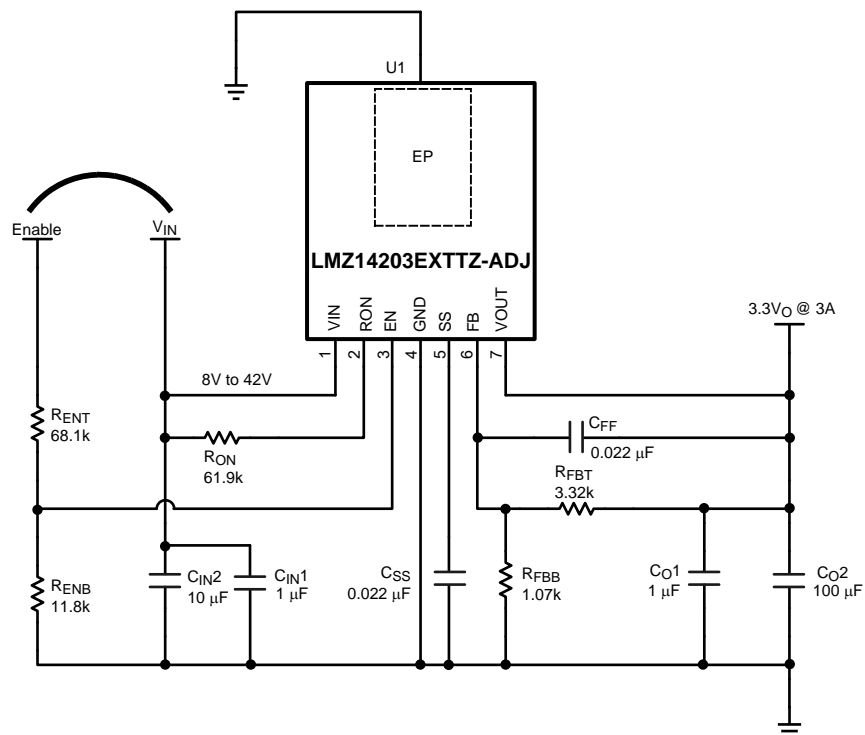 U1
EP
Enable
VIN
LMZ14203EXTTZ-ADJ
VIN
RON
EN
GND
SS
FB
VOUT
1
2
3
4
5
6
7
3.3VO @ 3A
8V to 42V
RENT
68.1k
RON
61.9k
CFF
0.022 μF
RFBT
3.32k
RENB
11.8k
CIN2
10 μF
CIN1
1 μF
CSS
0.022 μF
RFBB
1.07k
CO1
1 μF
CO2
100 μF